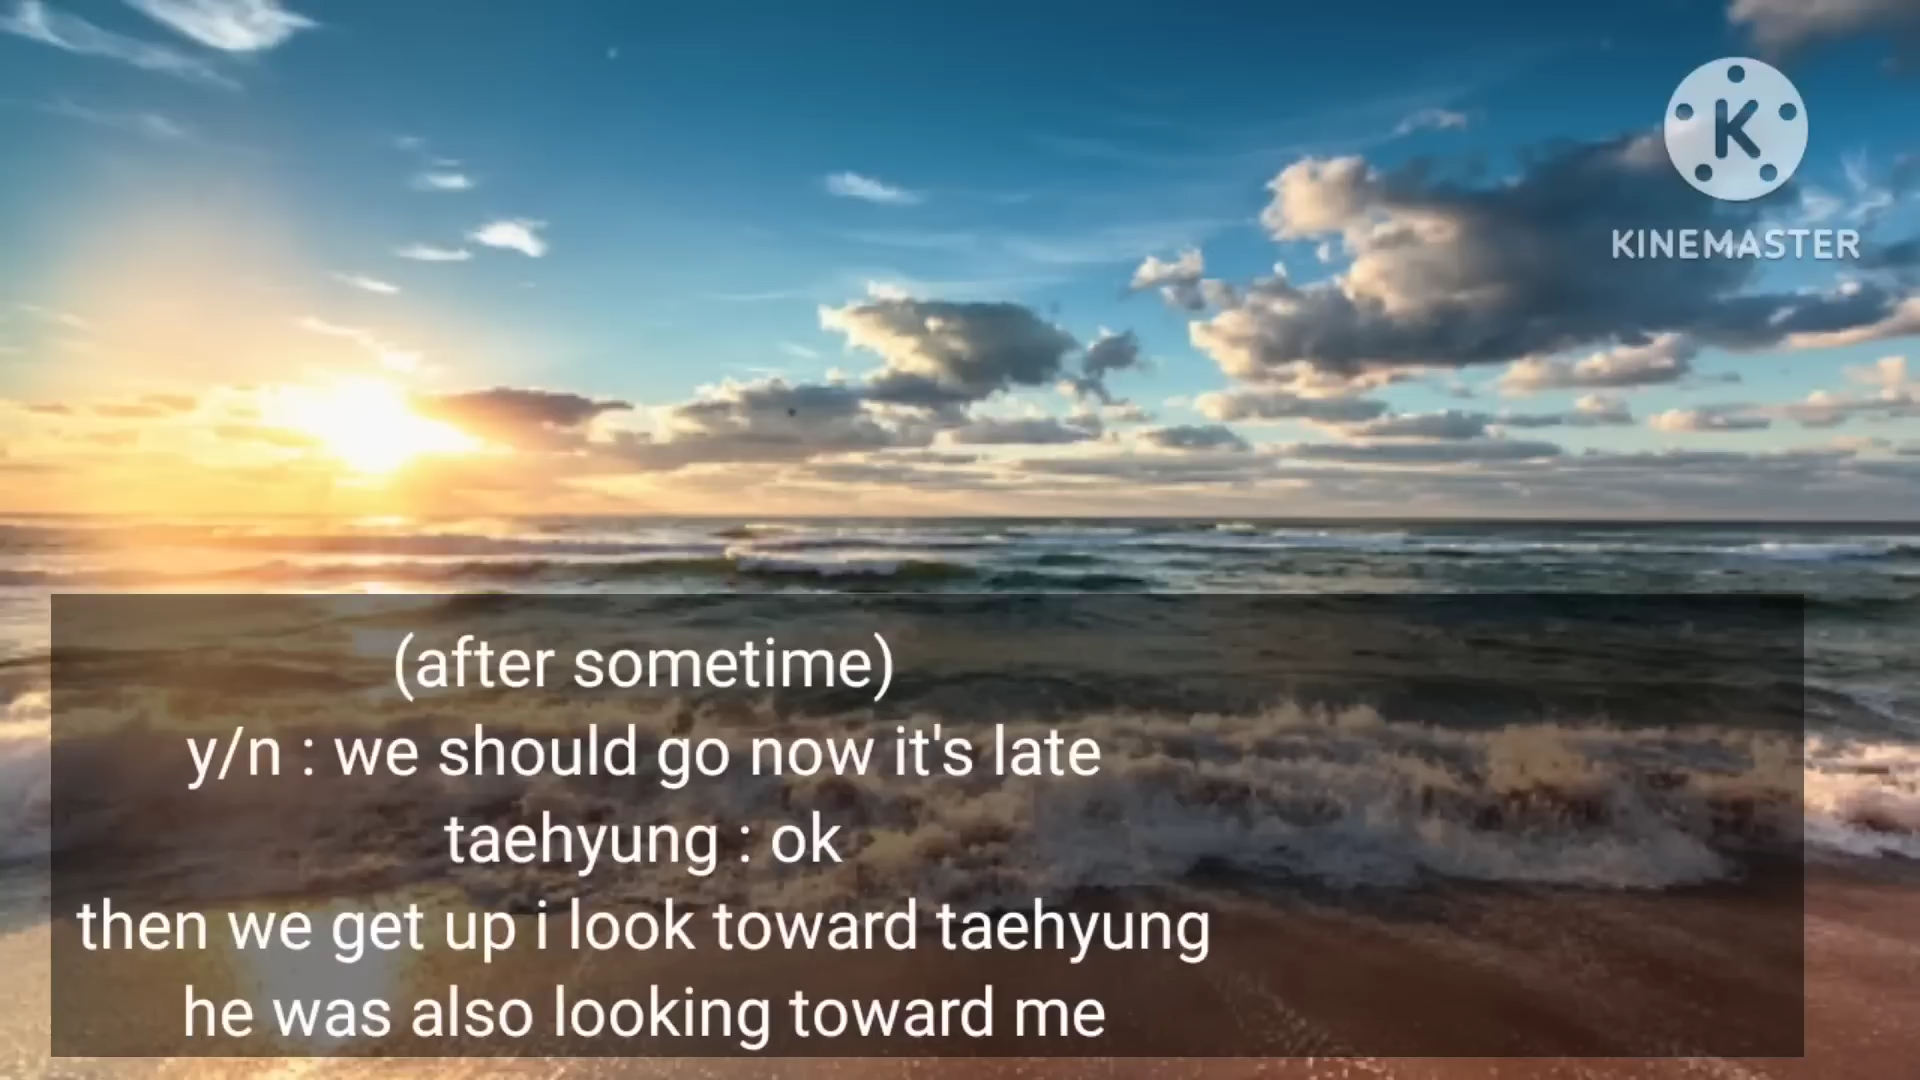 K
KINEMASTER
(after sometime)
y/n : we should go now it's late
taehyung : ok
then we get up i look toward taehyung
he was also looking toward me